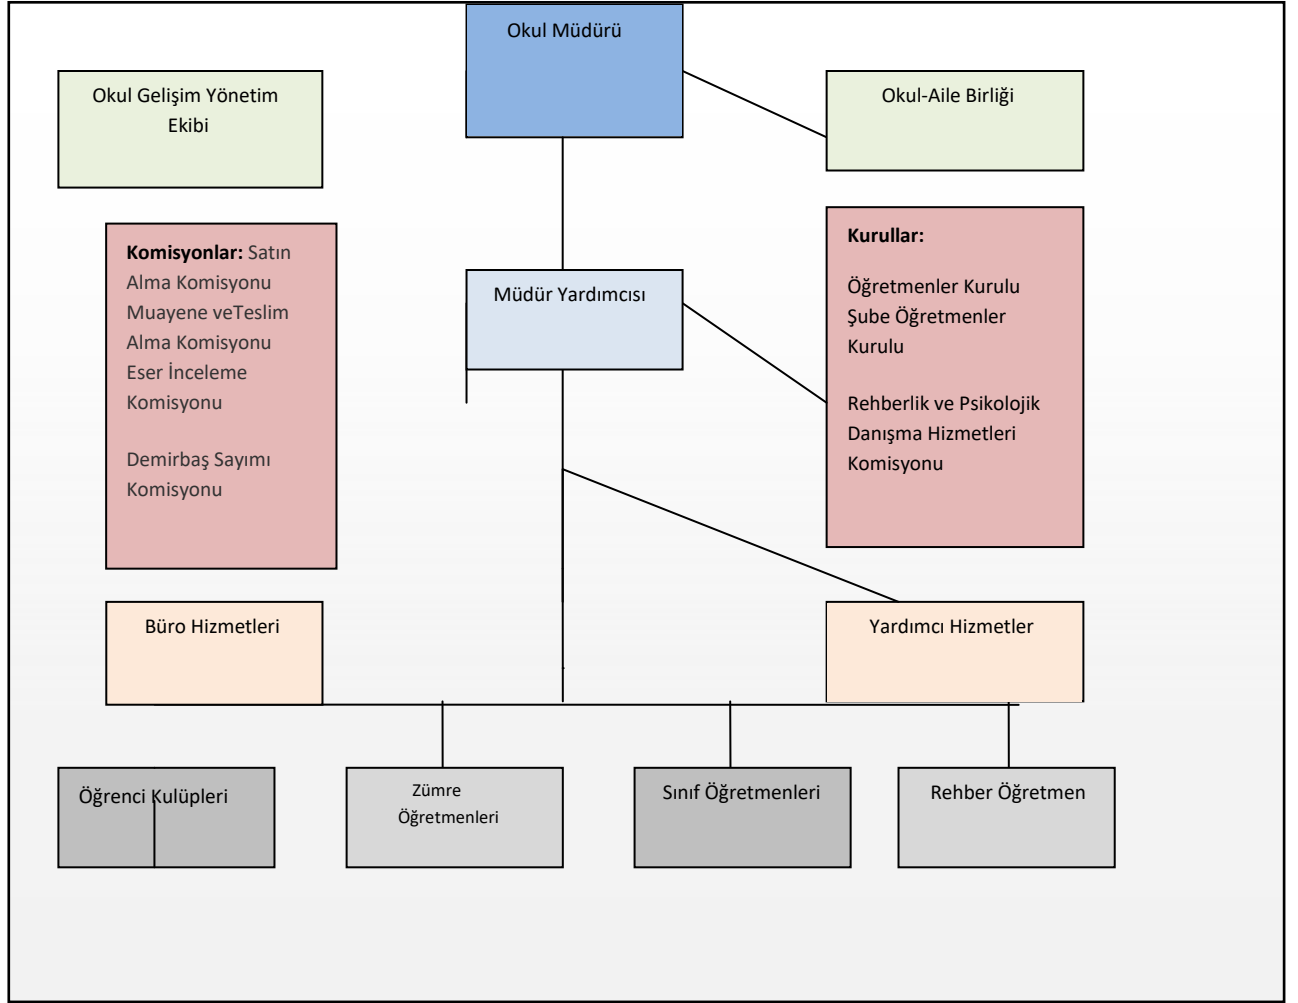 Okul Müdürü
Okul Gelişim Yönetim
Ekibi
Okul-Aile Birliği
Komisyonlar: Satın
Alma Komisyonu
Muayene veTeslim
Alma Komisyonu
Eser İnceleme
Komisyonu
Demirbaş Sayımı
Komisyonu
Müdür Yardımcısı
Kurullar:
Öğretmenler Kurulu
Şube Öğretmenler
Kurulu
Rehberlik ve Psikolojik
Danışma Hizmetleri
Komisyonu
Büro Hizmetleri
Yardımcı Hizmetler
Öğrenci Kulüpleri
Zümre
Öğretmenleri
Sınıf Öğretmenleri
Rehber Öğretmen